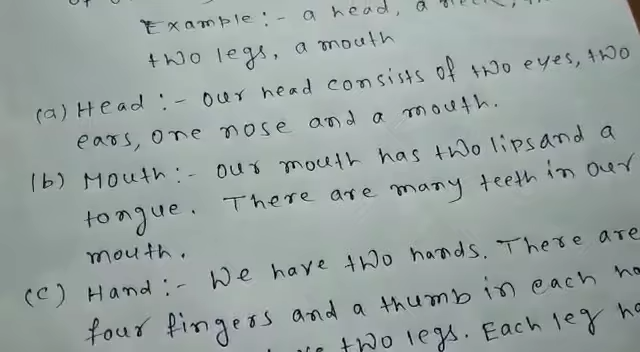 Example :- a head, a neck,
two legs, a mouth
(a) Head :- our head consists of two eyes, two
ears, one nose and a mouth.
(b) Mouth :- our mouth has two lips and a
tongue. There are many teeth in our
mouth.
(c) Hand :- We have two hands. There are
four fingers and a thumb in each
two legs. Each leg